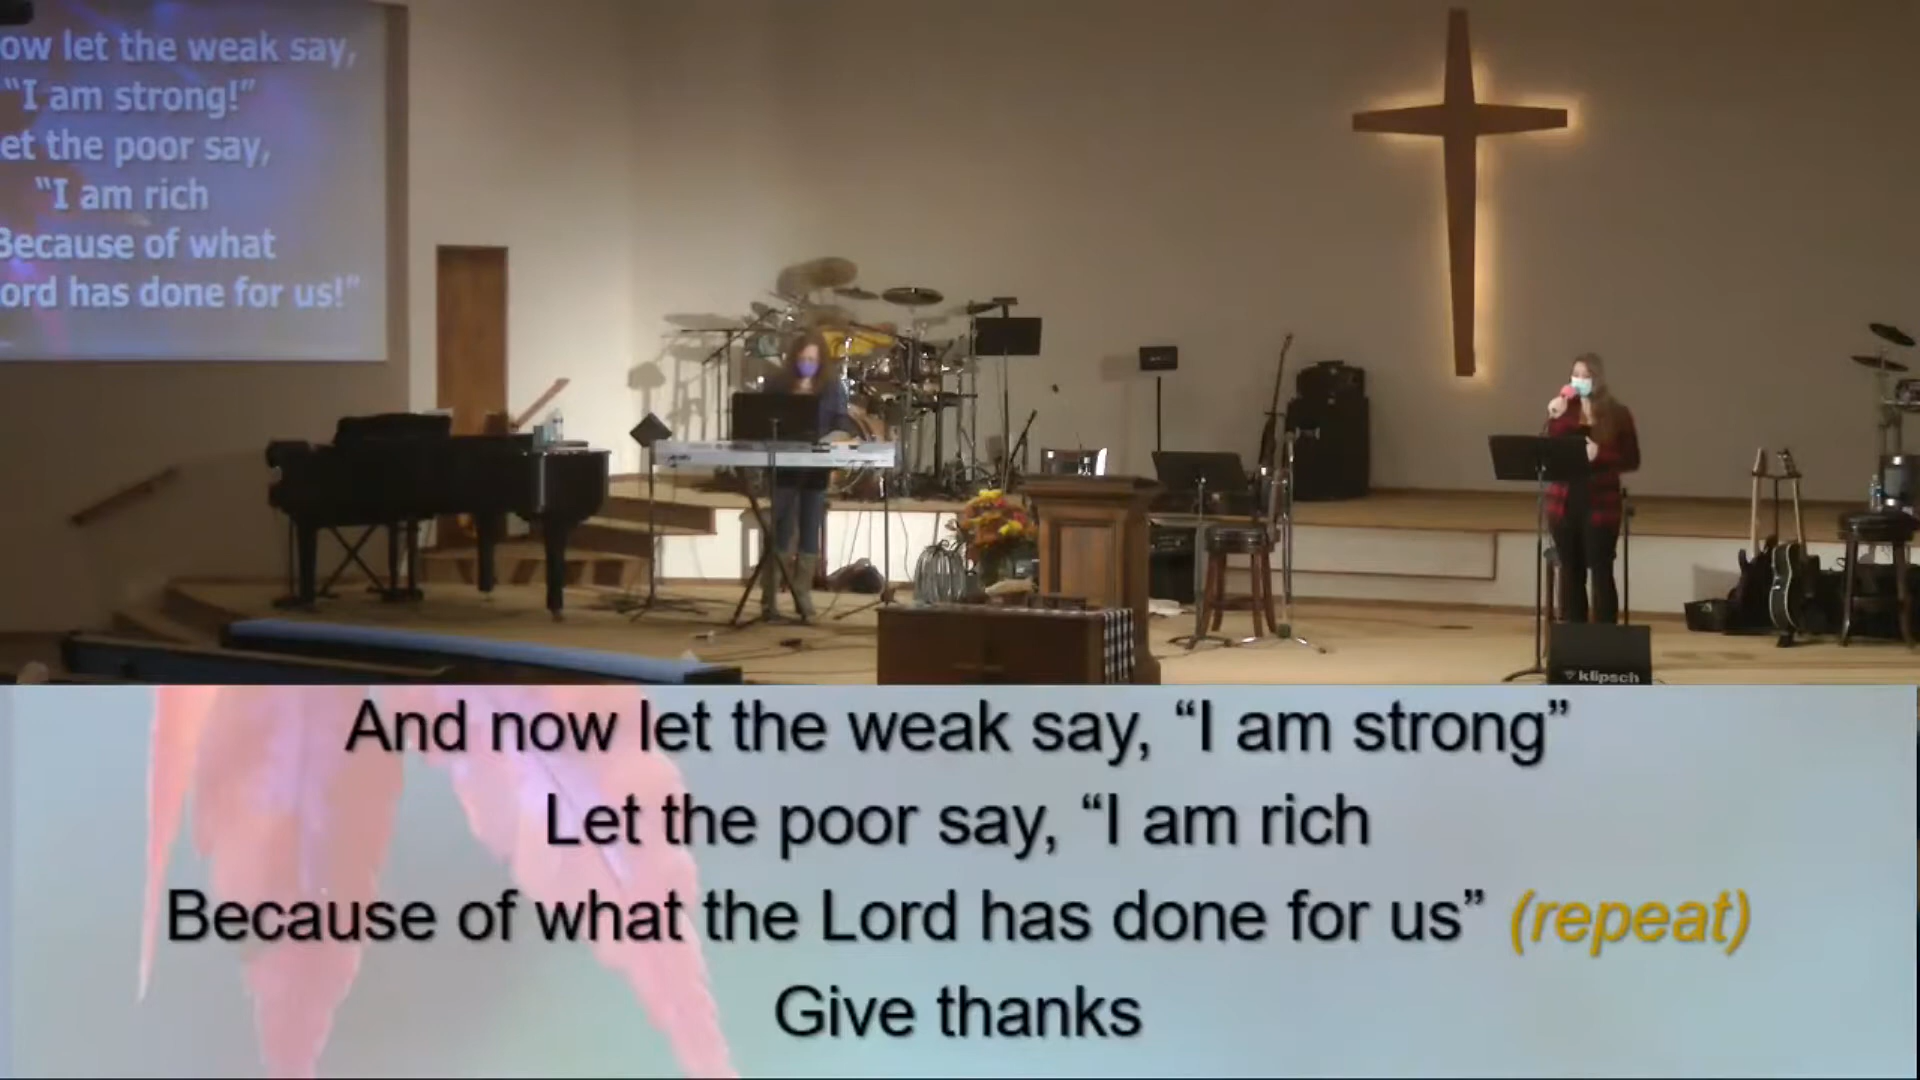 ow let the weak say,
"I am strong!"
et the poor say,
"I am rich
Because of what
ord has done for us!"
klipsch
And now let the weak say, “I am strong”
Let the poor say, “I am rich
Because of what the Lord has done for us” (repeat)
Give thanks